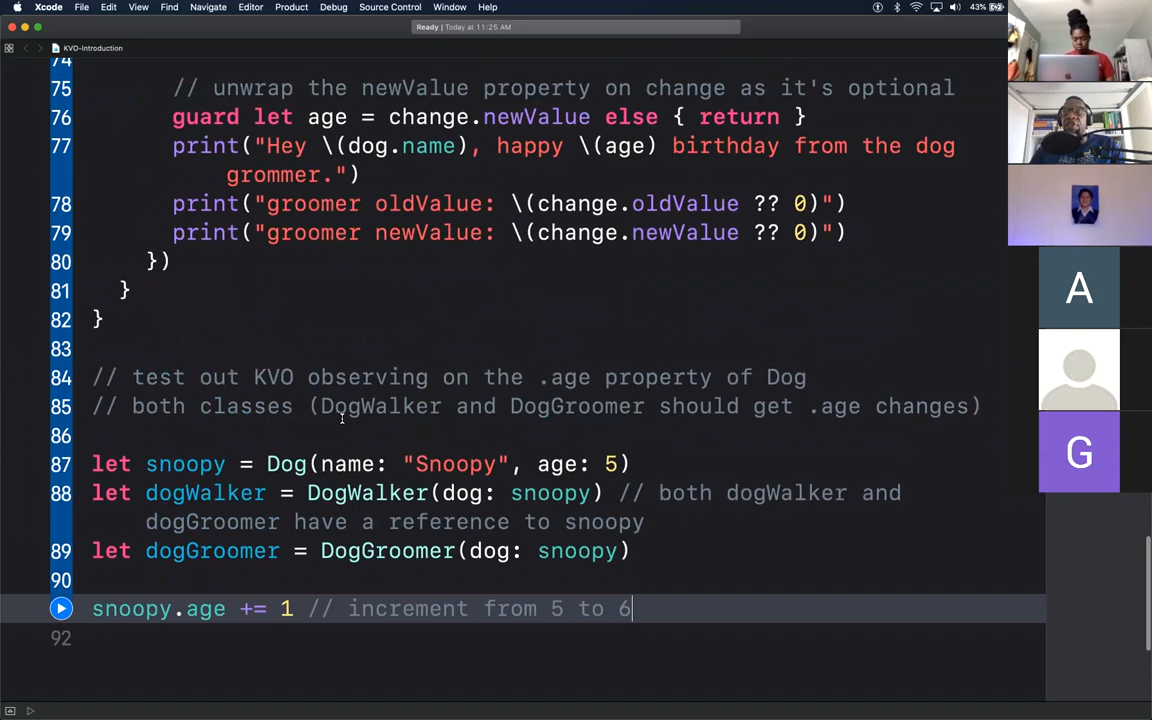 Xcode File Edit View Find Navigate Editor Product Debug Source Control Window Help 43%
Ready | Today at 11:25 AM
KVO-Introduction
74
75 // unwrap the newValue property on change as it's optional
76 guard let age = change.newValue else { return }
77 print("Hey \(dog.name), happy \(age) birthday from the dog
grommer.")
78 print("groomer oldValue: \(change.oldValue ?? 0)")
79 print("groomer newValue: \(change.newValue ?? 0)")
80 })
81 }
82 }
83
84 // test out KVO observing on the .age property of Dog
85 // both classes (DogWalker and DogGroomer should get .age changes)
86
87 let snoopy = Dog(name: "Snoopy", age: 5)
88 let dogWalker = DogWalker(dog: snoopy) // both dogWalker and
dogGroomer have a reference to snoopy
89 let dogGroomer = DogGroomer(dog: snoopy)
90
snoopy.age += 1 // increment from 5 to 6
92
A
G